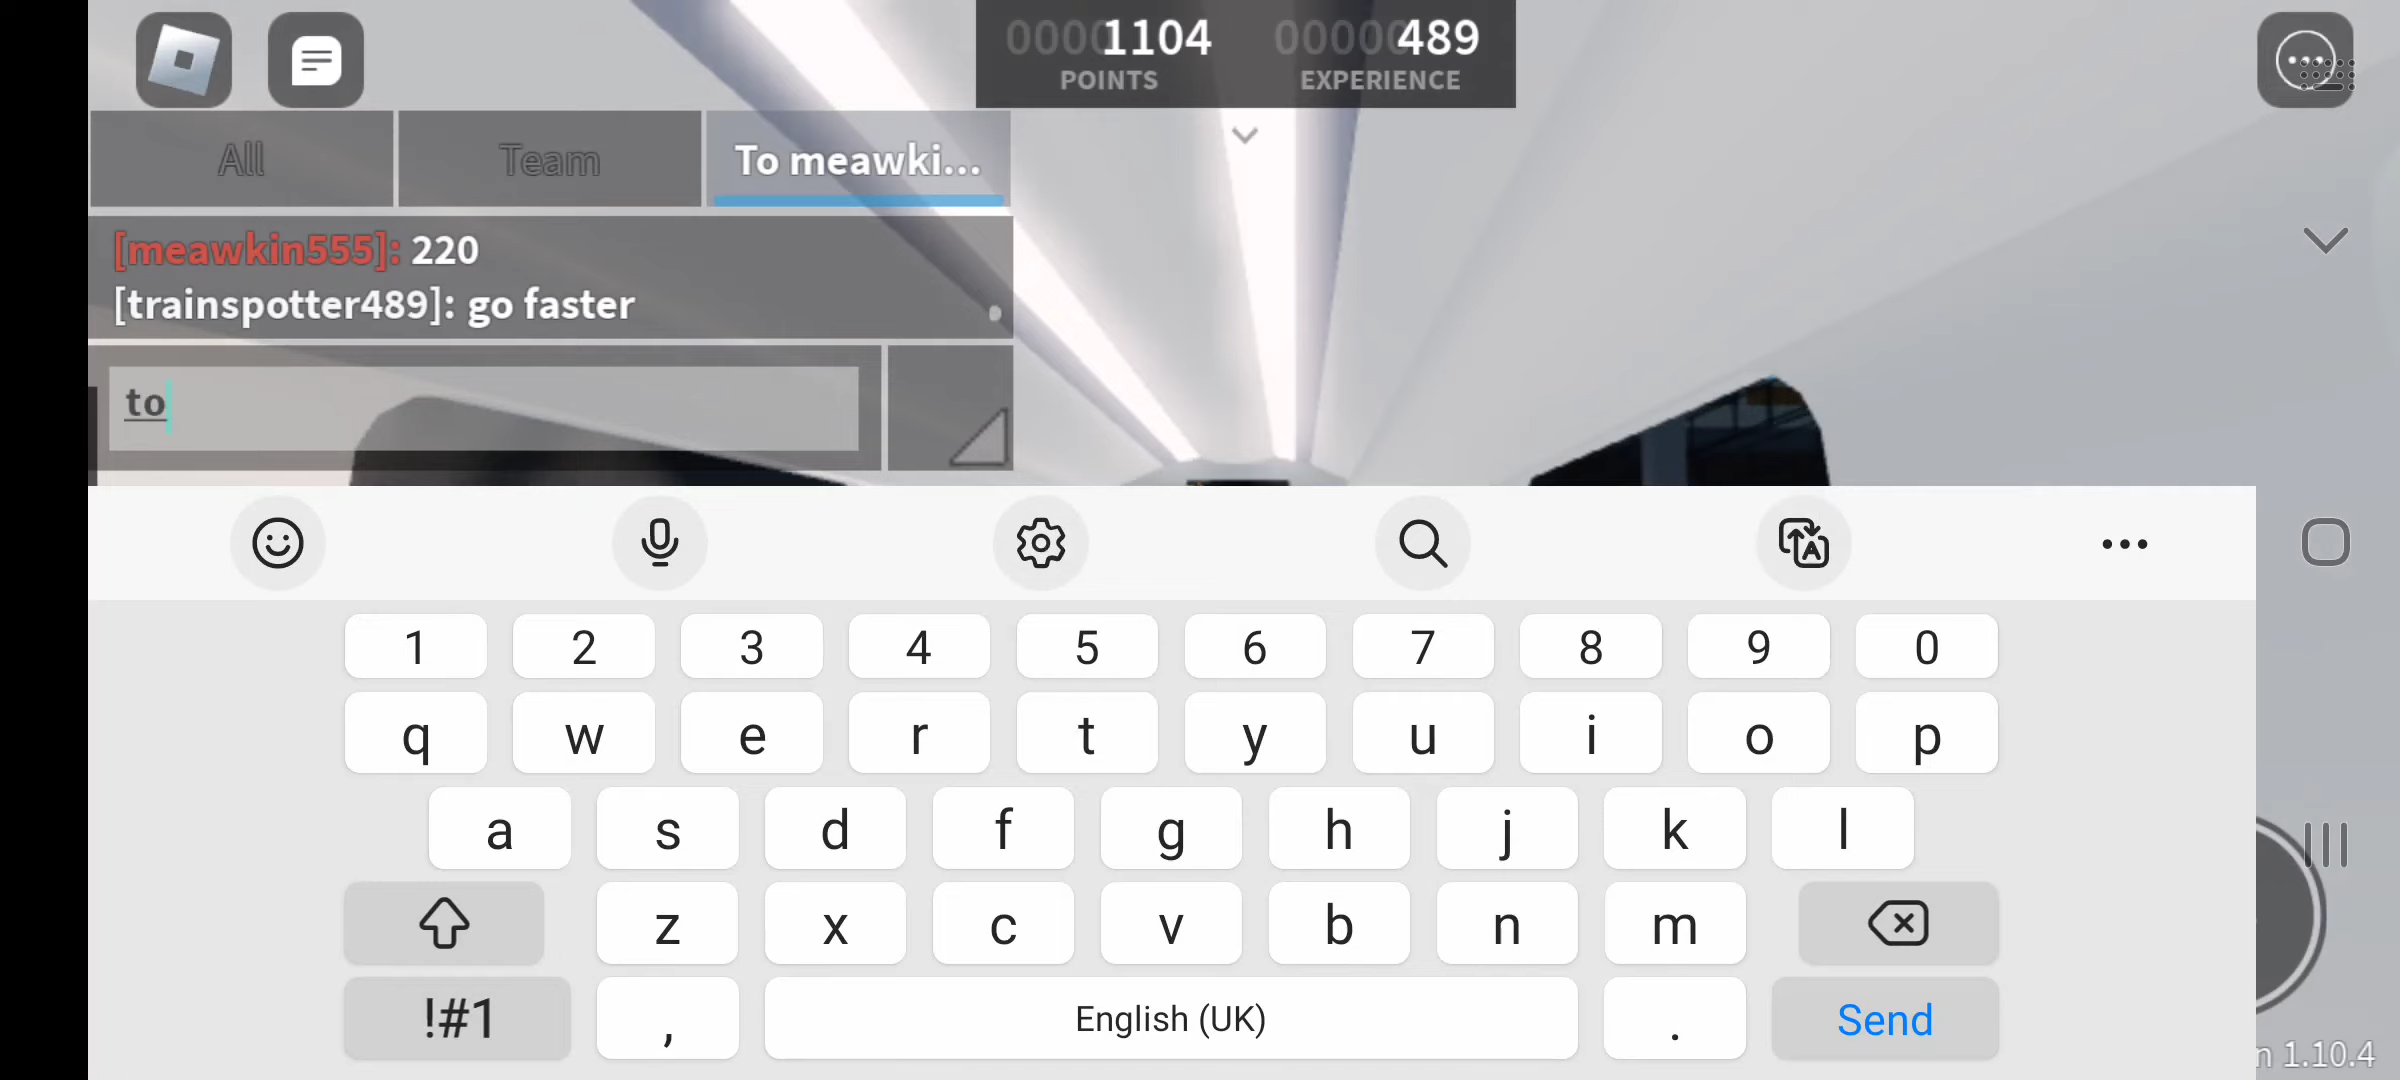 00001104 00000489
POINTS EXPERIENCE
All Team To meawki...
[meawkin555]: 220
[trainspotter489]: go faster
to
1 2 3 4 5 6 7 8 9 0
q w e r t y u i o p
a s d f g h j k l
z x c v b n m
!#1 , English (UK) . Send
1.10.4